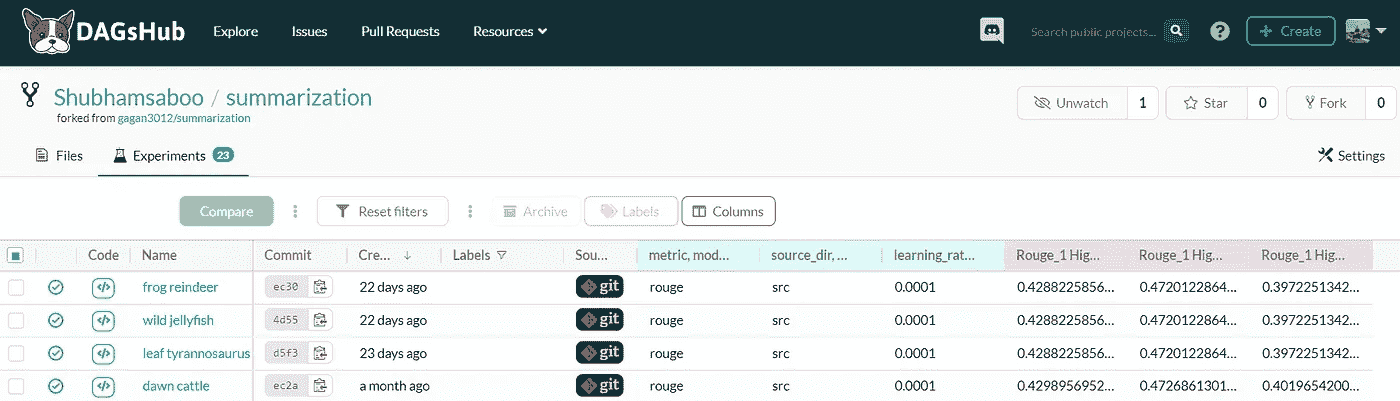 DAGsHub Explore Issues Pull Requests Resources Search public projects... ? + Create
Shubhamsaboo / summarization Unwatch 1 Star 0 Fork 0
forked from gagan3012/summarization
Files Experiments 23 Settings
Compare Reset filters Archive Labels Columns
Code Name Commit Cre... ↓ Labels Sou... metric, mod... source_dir, ... learning_rat... Rouge_1 Hig... Rouge_1 Hig... Rouge_1 Hig...
frog reindeer ec30 22 days ago git rouge src 0.0001 0.4288225856... 0.4720122864... 0.3972251342...
wild jellyfish 4d55 22 days ago git rouge src 0.0001 0.4288225856... 0.4720122864... 0.3972251342...
leaf tyrannosaurus d5f3 23 days ago git rouge src 0.0001 0.4288225856... 0.4720122864... 0.3972251342...
dawn cattle ec2a a month ago git rouge src 0.0001 0.4298956952... 0.4726861301... 0.4019654200...